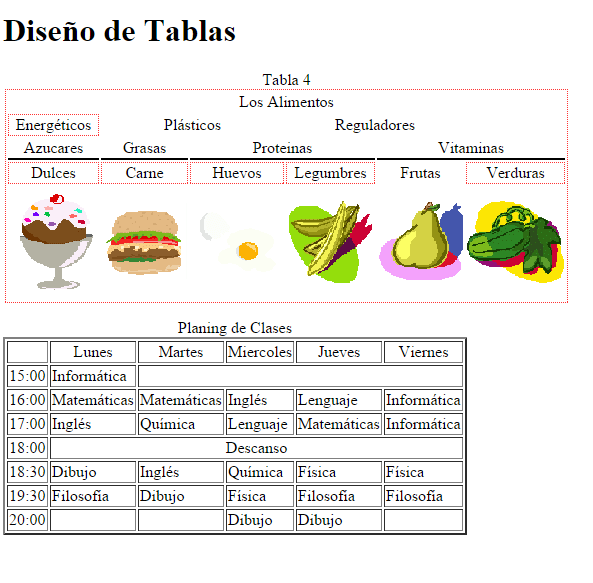 Diseño de Tablas
Tabla 4
Los Alimentos
Energéticos Plásticos Reguladores
Azucares Grasas Proteinas Vitaminas
Dulces Carne Huevos Legumbres Frutas Verduras
Planing de Clases
Lunes Martes Miercoles Jueves Viernes
15:00 Informática
16:00 Matemáticas Matemáticas Inglés Lenguaje Informática
17:00 Inglés Química Lenguaje Matemáticas Informática
18:00 Descanso
18:30 Dibujo Inglés Química Física Física
19:30 Filosofía Dibujo Física Filosofía Filosofía
20:00 Dibujo Dibujo